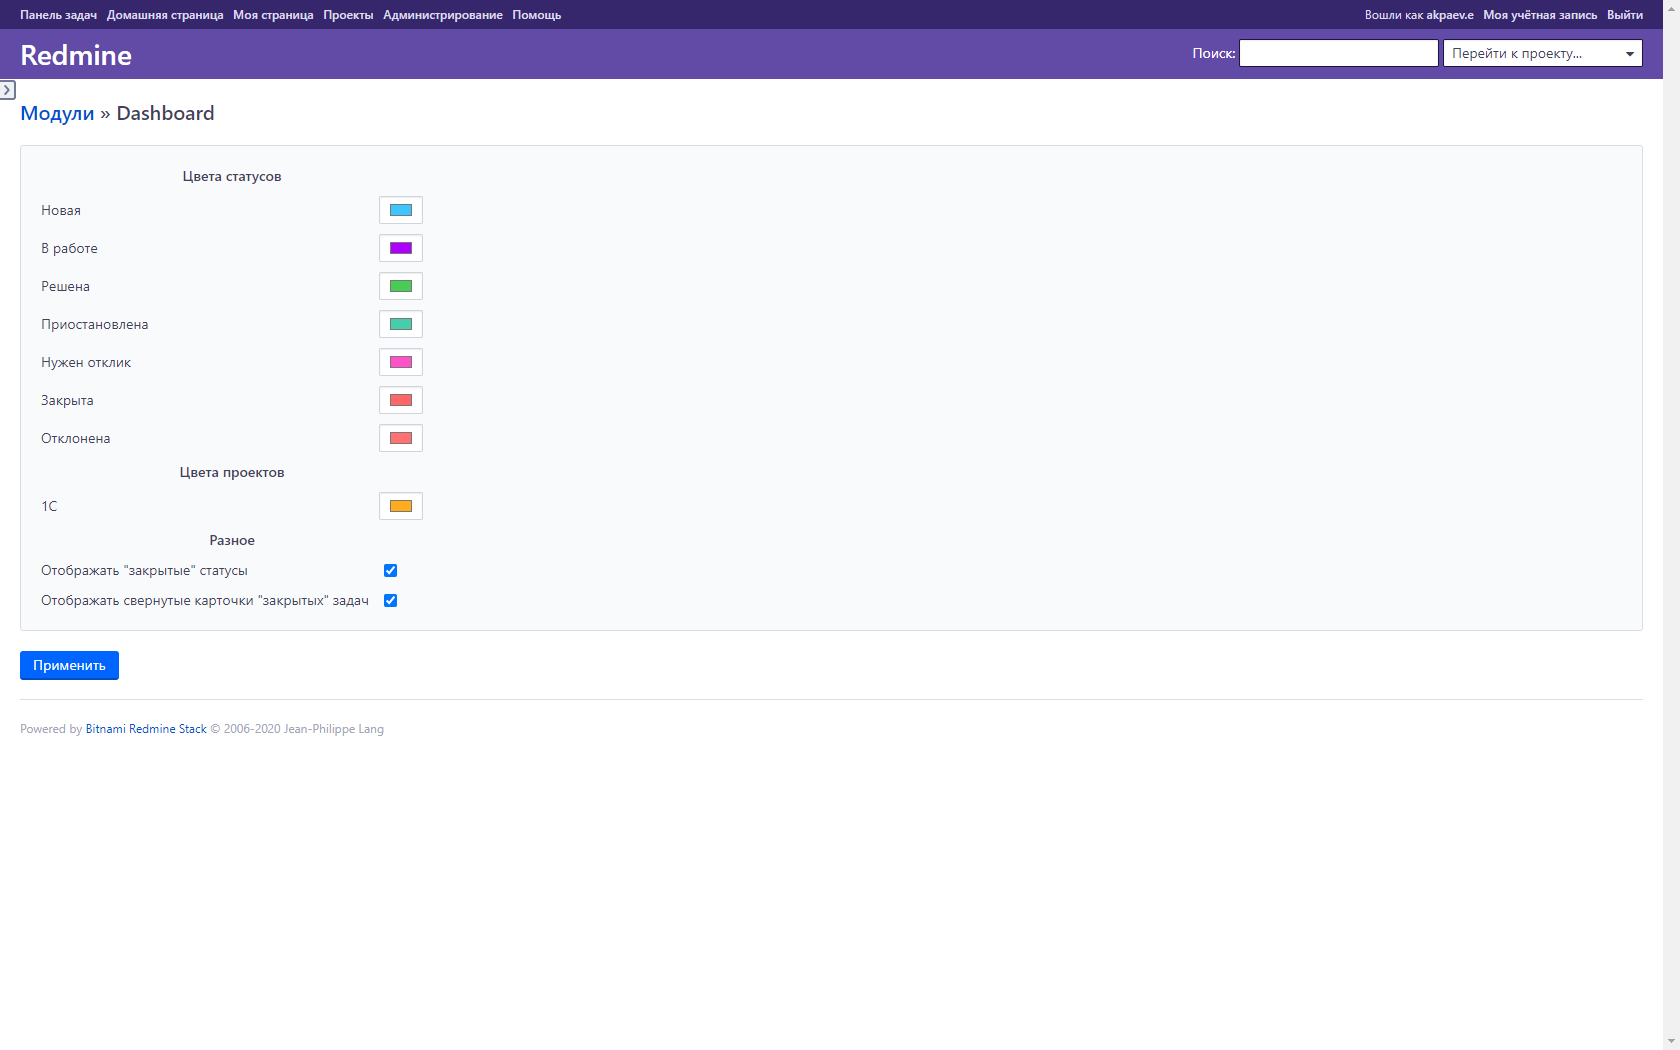 Панель задач Домашняя страница Моя страница Проекты Администрирование Помощь Вошли как akpaev.e Моя учётная запись Выйти
Redmine Поиск: Перейти к проекту...
Модули » Dashboard
Цвета статусов
Новая
В работе
Решена
Приостановлена
Нужен отклик
Закрыта
Отклонена
Цвета проектов
1С
Разное
Отображать "закрытые" статусы
Отображать свернутые карточки "закрытых" задач
Применить
Powered by Bitnami Redmine Stack © 2006-2020 Jean-Philippe Lang